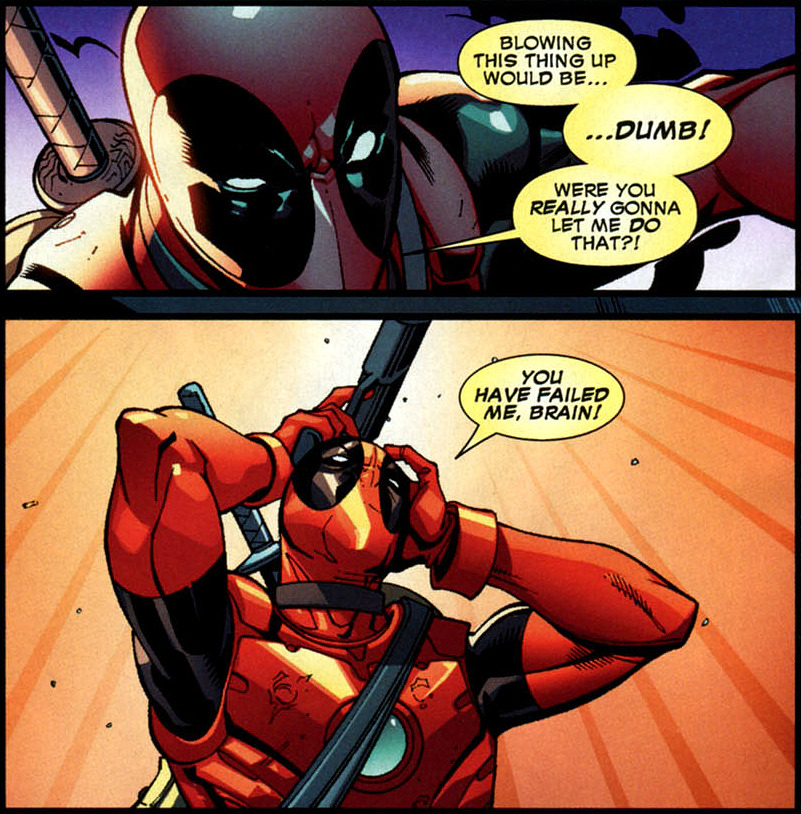 BLOWING
THIS THING UP
WOULD BE...
...DUMB!
WERE YOU
REALLY GONNA
LET ME DO
THAT?!
YOU
HAVE FAILED
ME, BRAIN!